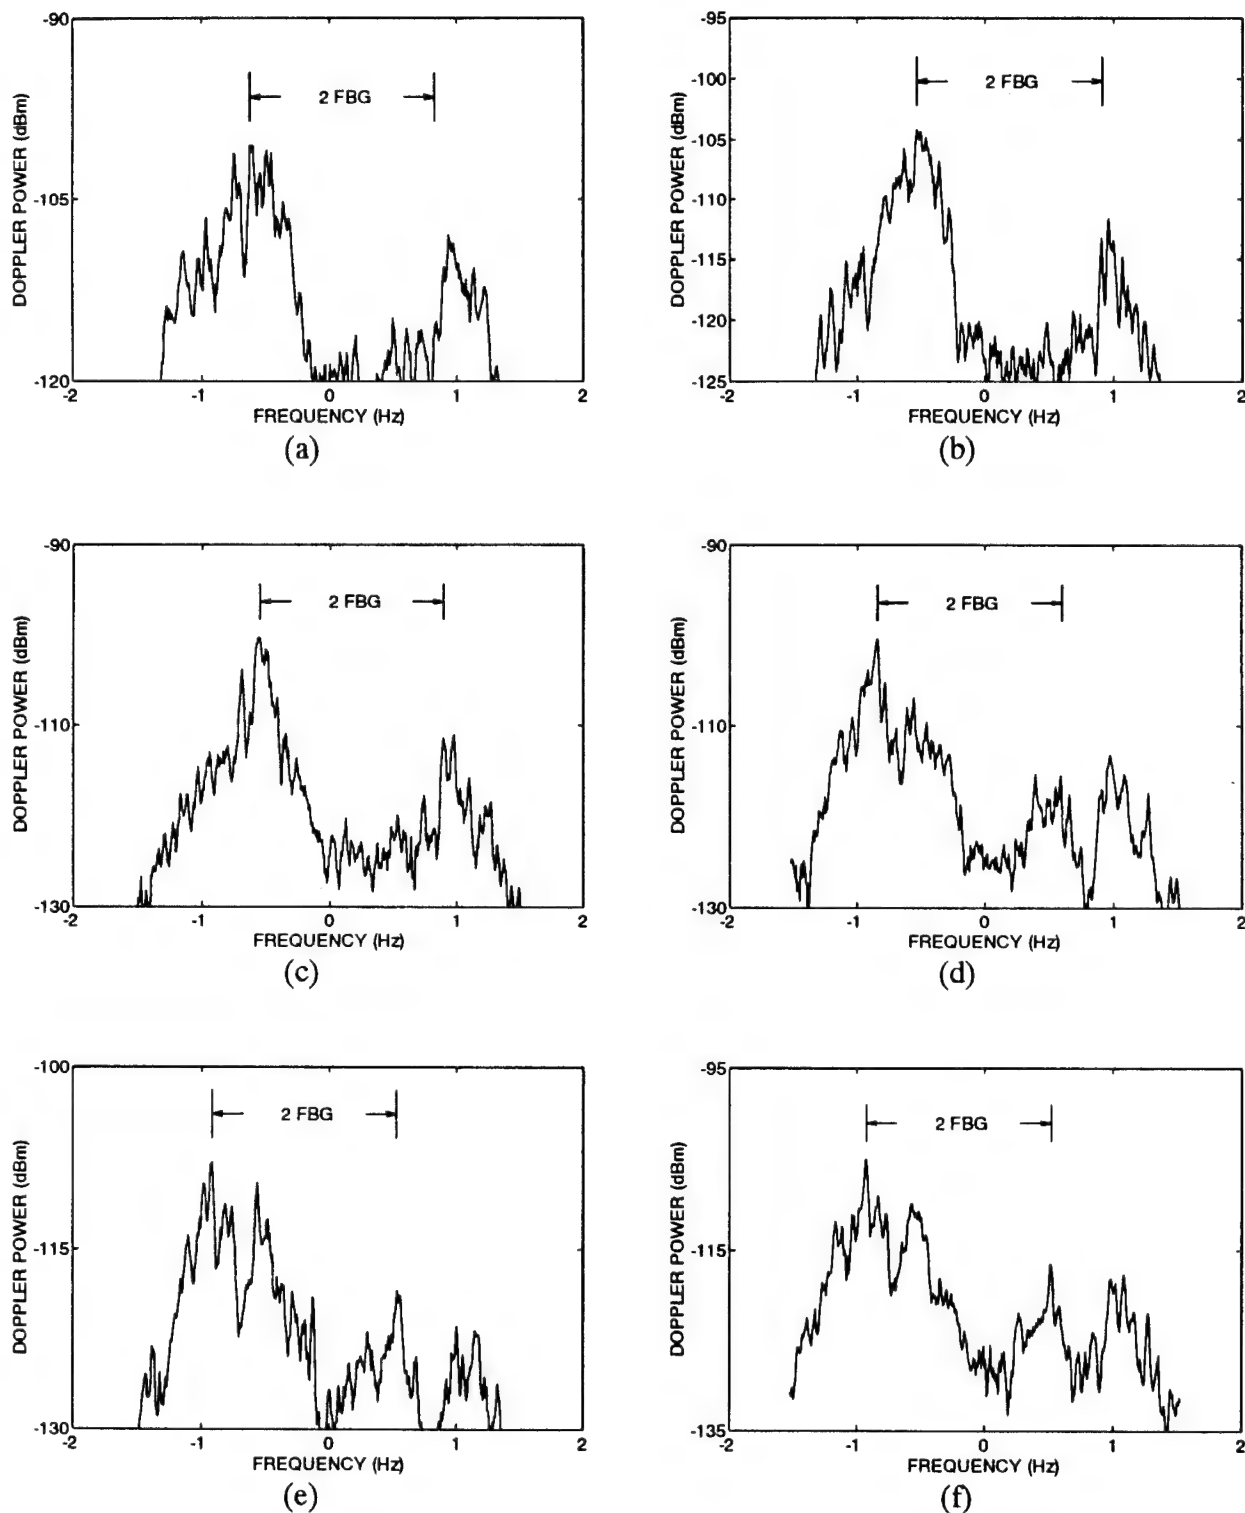 -90
2 FBG
DOPPLER POWER (dBm)
-105
-120
-2 -1 0 1 2
FREQUENCY (Hz)
(a)
-95
-100
2 FBG
DOPPLER POWER (dBm)
-105
-110
-115
-120
-125
-2 -1 0 1 2
FREQUENCY (Hz)
(b)
-90
2 FBG
DOPPLER POWER (dBm)
-110
-130
-2 -1 0 1 2
FREQUENCY (Hz)
(c)
-90
2 FBG
DOPPLER POWER (dBm)
-110
-130
-2 -1 0 1 2
FREQUENCY (Hz)
(d)
-100
2 FBG
DOPPLER POWER (dBm)
-115
-130
-2 -1 0 1 2
FREQUENCY (Hz)
(e)
-95
2 FBG
DOPPLER POWER (dBm)
-115
-135
-2 -1 0 1 2
FREQUENCY (Hz)
(f)